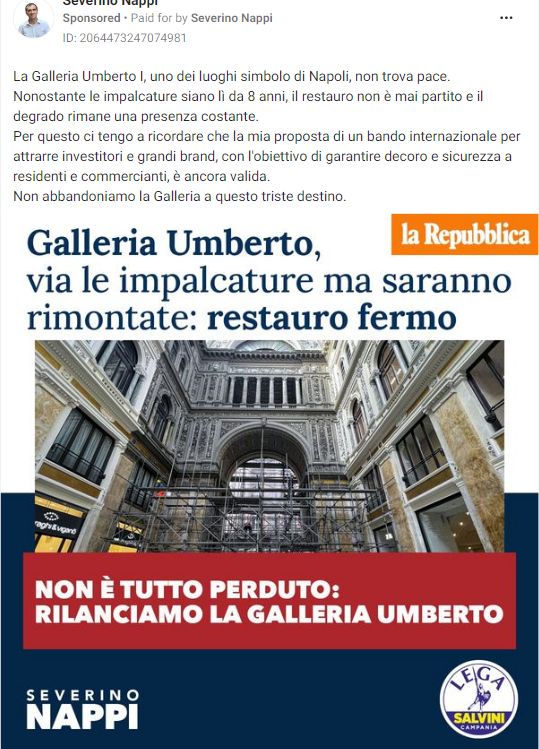 Severino Nappi
Sponsored • Paid for by Severino Nappi
ID: 2064473247074981
La Galleria Umberto I, uno dei luoghi simbolo di Napoli, non trova pace.
Nonostante le impalcature siano lì da 8 anni, il restauro non è mai partito e il
degrado rimane una presenza costante.
Per questo ci tengo a ricordare che la mia proposta di un bando internazionale per
attrarre investitori e grandi brand, con l'obiettivo di garantire decoro e sicurezza a
residenti e commercianti, è ancora valida.
Non abbandoniamo la Galleria a questo triste destino.
la Repubblica
Galleria Umberto,
via le impalcature ma saranno
rimontate: restauro fermo
NON È TUTTO PERDUTO:
RILANCIAMO LA GALLERIA UMBERTO
SEVERINO
NAPPI
LEGA
SALVINI
CAMPANIA